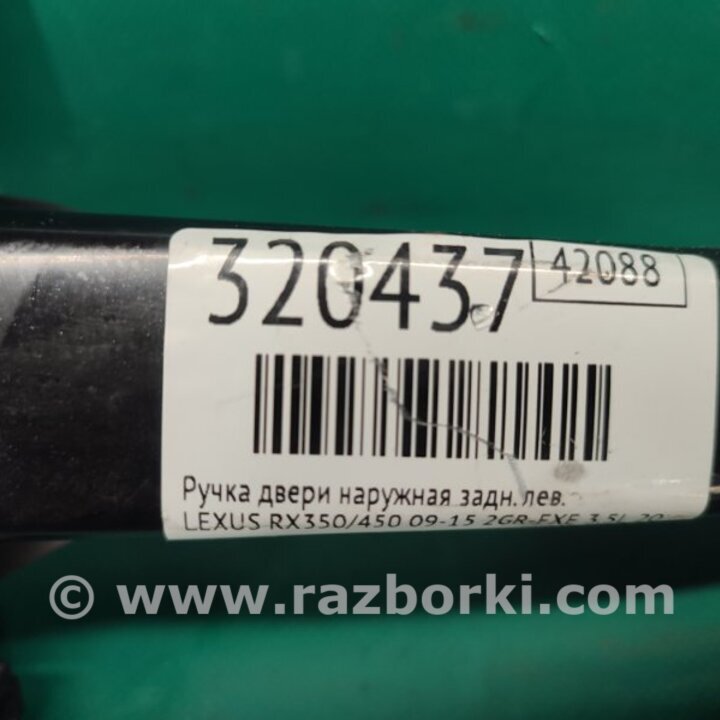 320437
42088
Ручка двери наружная задн.лев.
LEXUS RX350/450 09-15 2GR-FXE 3.5L
© www.razborki.com